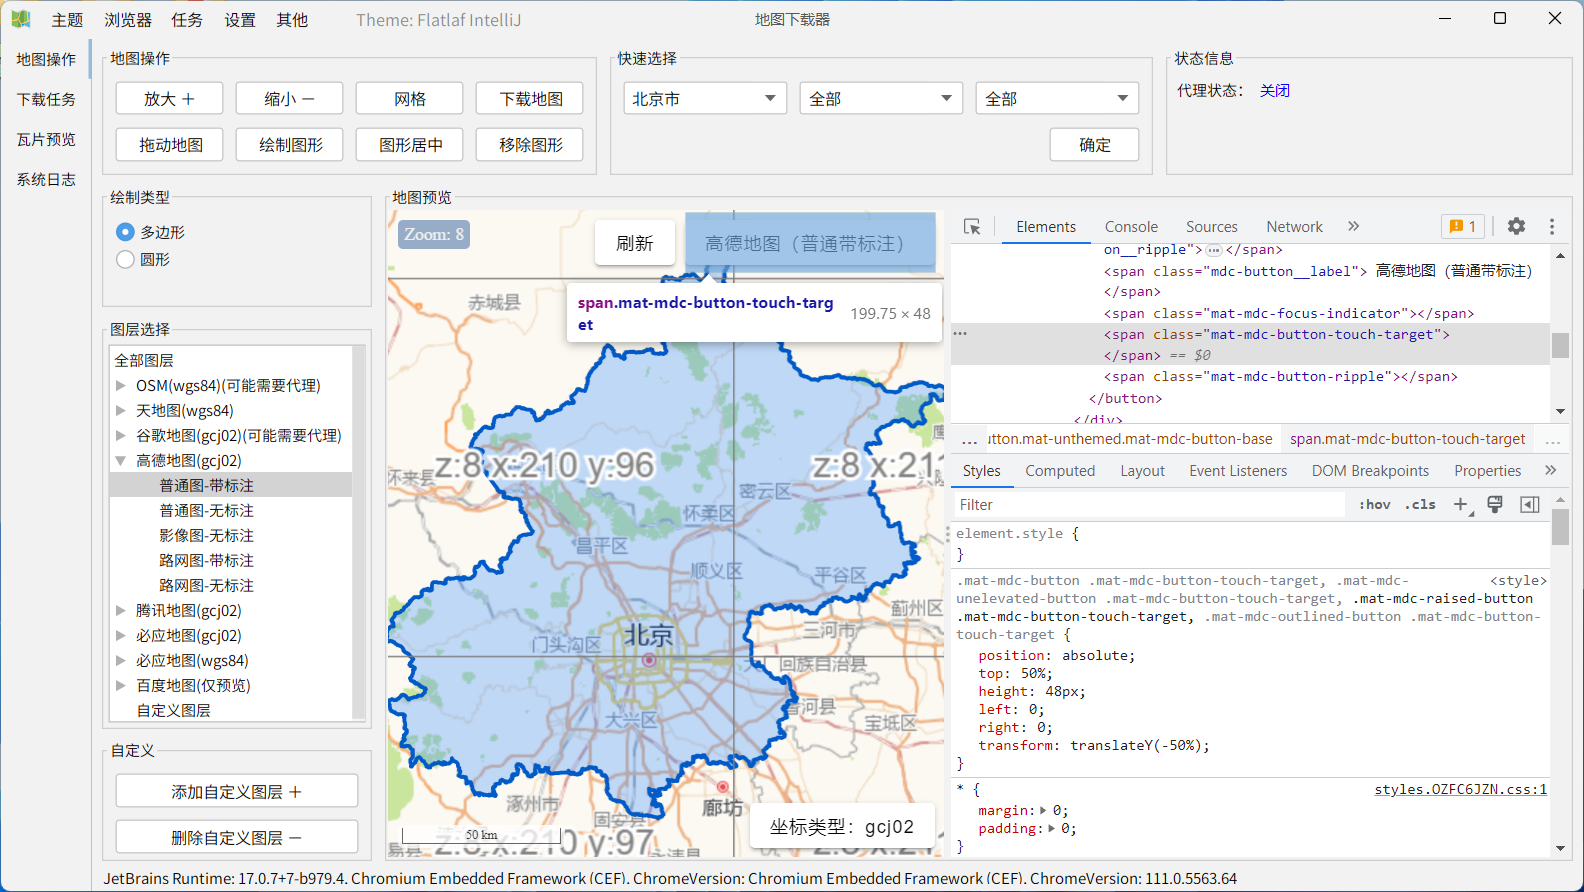 主题 浏览器 任务 设置 其他 Theme: Flatlaf IntelliJ 地图下载器
地图操作
下载任务
瓦片预览
系统日志
地图操作
放大 + 缩小 — 网格 下载地图
拖动地图 绘制图形 图形居中 移除图形
快速选择
北京市 全部 全部
确定
状态信息
代理状态： 关闭
绘制类型
多边形
圆形
图层选择
全部图层
OSM(wgs84)(可能需要代理)
天地图(wgs84)
谷歌地图(gcj02)(可能需要代理)
高德地图(gcj02)
普通图-带标注
普通图-无标注
影像图-无标注
路网图-带标注
路网图-无标注
腾讯地图(gcj02)
必应地图(gcj02)
必应地图(wgs84)
百度地图(仅预览)
自定义图层
自定义
添加自定义图层 +
删除自定义图层 —
地图预览
Zoom: 8
刷新
高德地图（普通带标注）
span.mat-mdc-button-touch-targ
et
199.75 × 48
赤城县
怀来县
z:8 x:210 y:96
z:8 x:211
密云区
怀柔区
昌平区
顺义区
平谷区
蓟州区
三河市
北京
门头沟区
回族自治县
香河县
大兴区
宝坻区
廊坊
涿州市
固安县
50 km
z:8 x:210 y:97
易县
永清县
坐标类型：gcj02
Elements Console Sources Network » 1
on__ripple">…</span>
<span class="mdc-button__label"> 高德地图（普通带标注）
</span>
<span class="mat-mdc-focus-indicator"></span>
<span class="mat-mdc-button-touch-target">
</span> == $0
<span class="mat-mdc-button-ripple"></span>
</button>
</div>
… utton.mat-unthemed.mat-mdc-button-base span.mat-mdc-button-touch-target …
Styles Computed Layout Event Listeners DOM Breakpoints Properties »
Filter :hov .cls +
element.style {
}
.mat-mdc-button .mat-mdc-button-touch-target, .mat-mdc- <style>
unelevated-button .mat-mdc-button-touch-target, .mat-mdc-raised-button
.mat-mdc-button-touch-target, .mat-mdc-outlined-button .mat-mdc-button-
touch-target {
position: absolute;
top: 50%;
height: 48px;
left: 0;
right: 0;
transform: translateY(-50%);
}
* { styles.OZFC6JZN.css:1
margin: 0;
padding: 0;
}
JetBrains Runtime: 17.0.7+7-b979.4, Chromium Embedded Framework (CEF), ChromeVersion: Chromium Embedded Framework (CEF), ChromeVersion: 111.0.5563.64